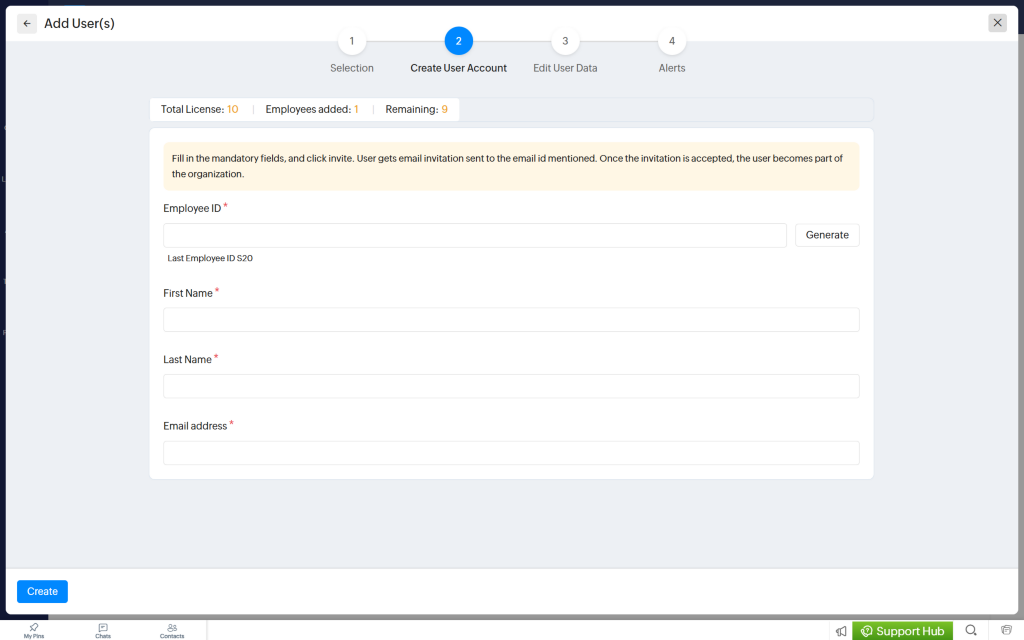 Add User(s)
1
2
3
4
Selection
Create User Account
Edit User Data
Alerts
Total License: 10
Employees added: 1
Remaining: 9
Fill in the mandatory fields, and click invite. User gets email invitation sent to the email id mentioned. Once the invitation is accepted, the user becomes part of
the organization.
Employee ID *
Generate
Last Employee ID S20
First Name *
Last Name *
Email address *
Create
My Pins
Chats
Contacts
Support Hub